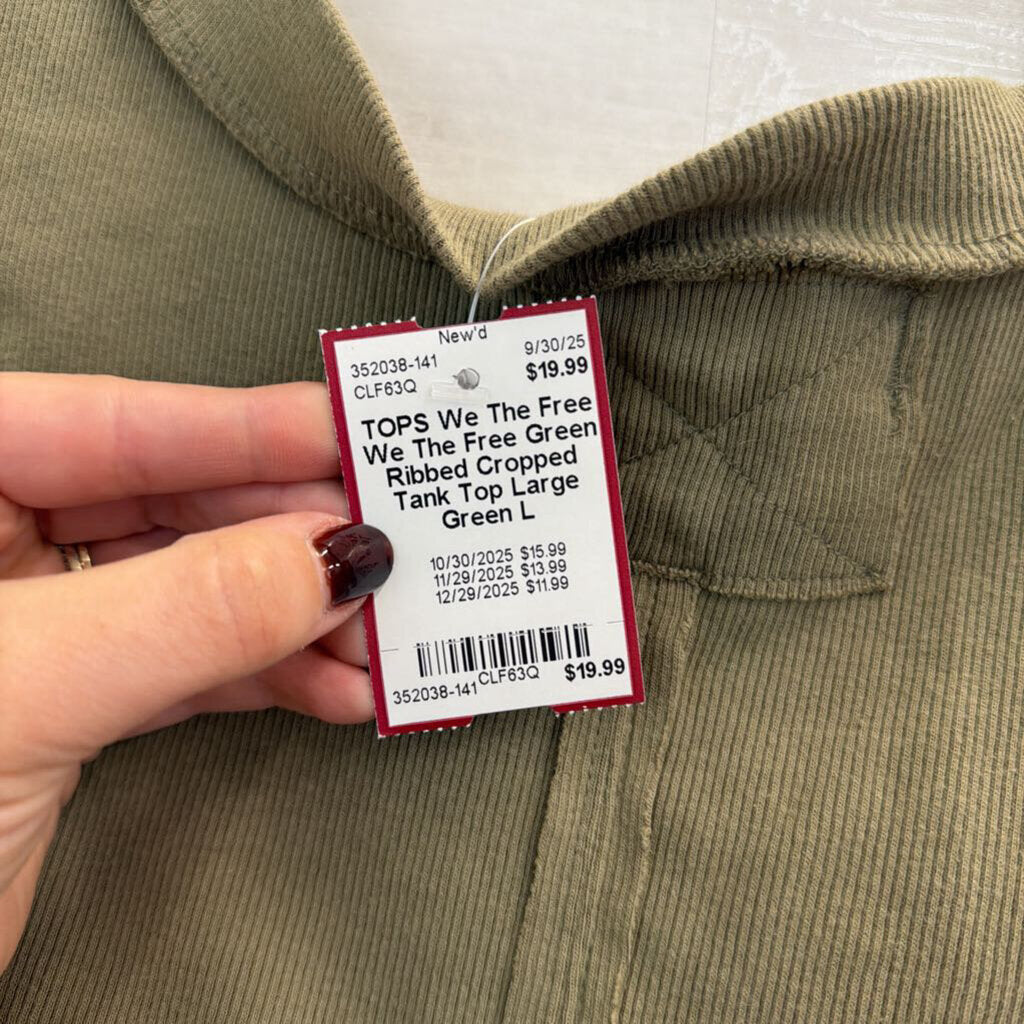 New'd
352038-141 9/30/25
CLF63Q $19.99
TOPS We The Free
We The Free Green
Ribbed Cropped
Tank Top Large
Green L
10/30/2025 $15.99
11/29/2025 $13.99
12/29/2025 $11.99
352038-141 CLF63Q $19.99